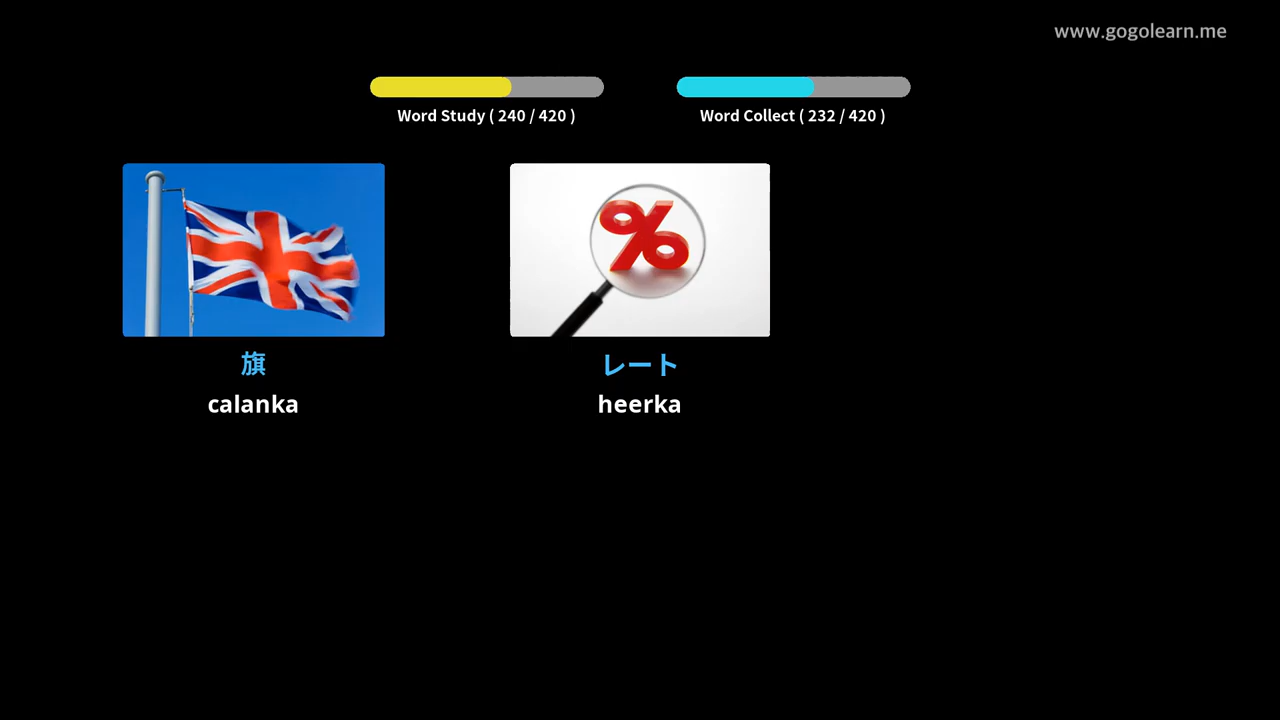 www.gogolearn.me
Word Study ( 240 / 420 )
Word Collect ( 232 / 420 )
旗
calanka
レート
heerka